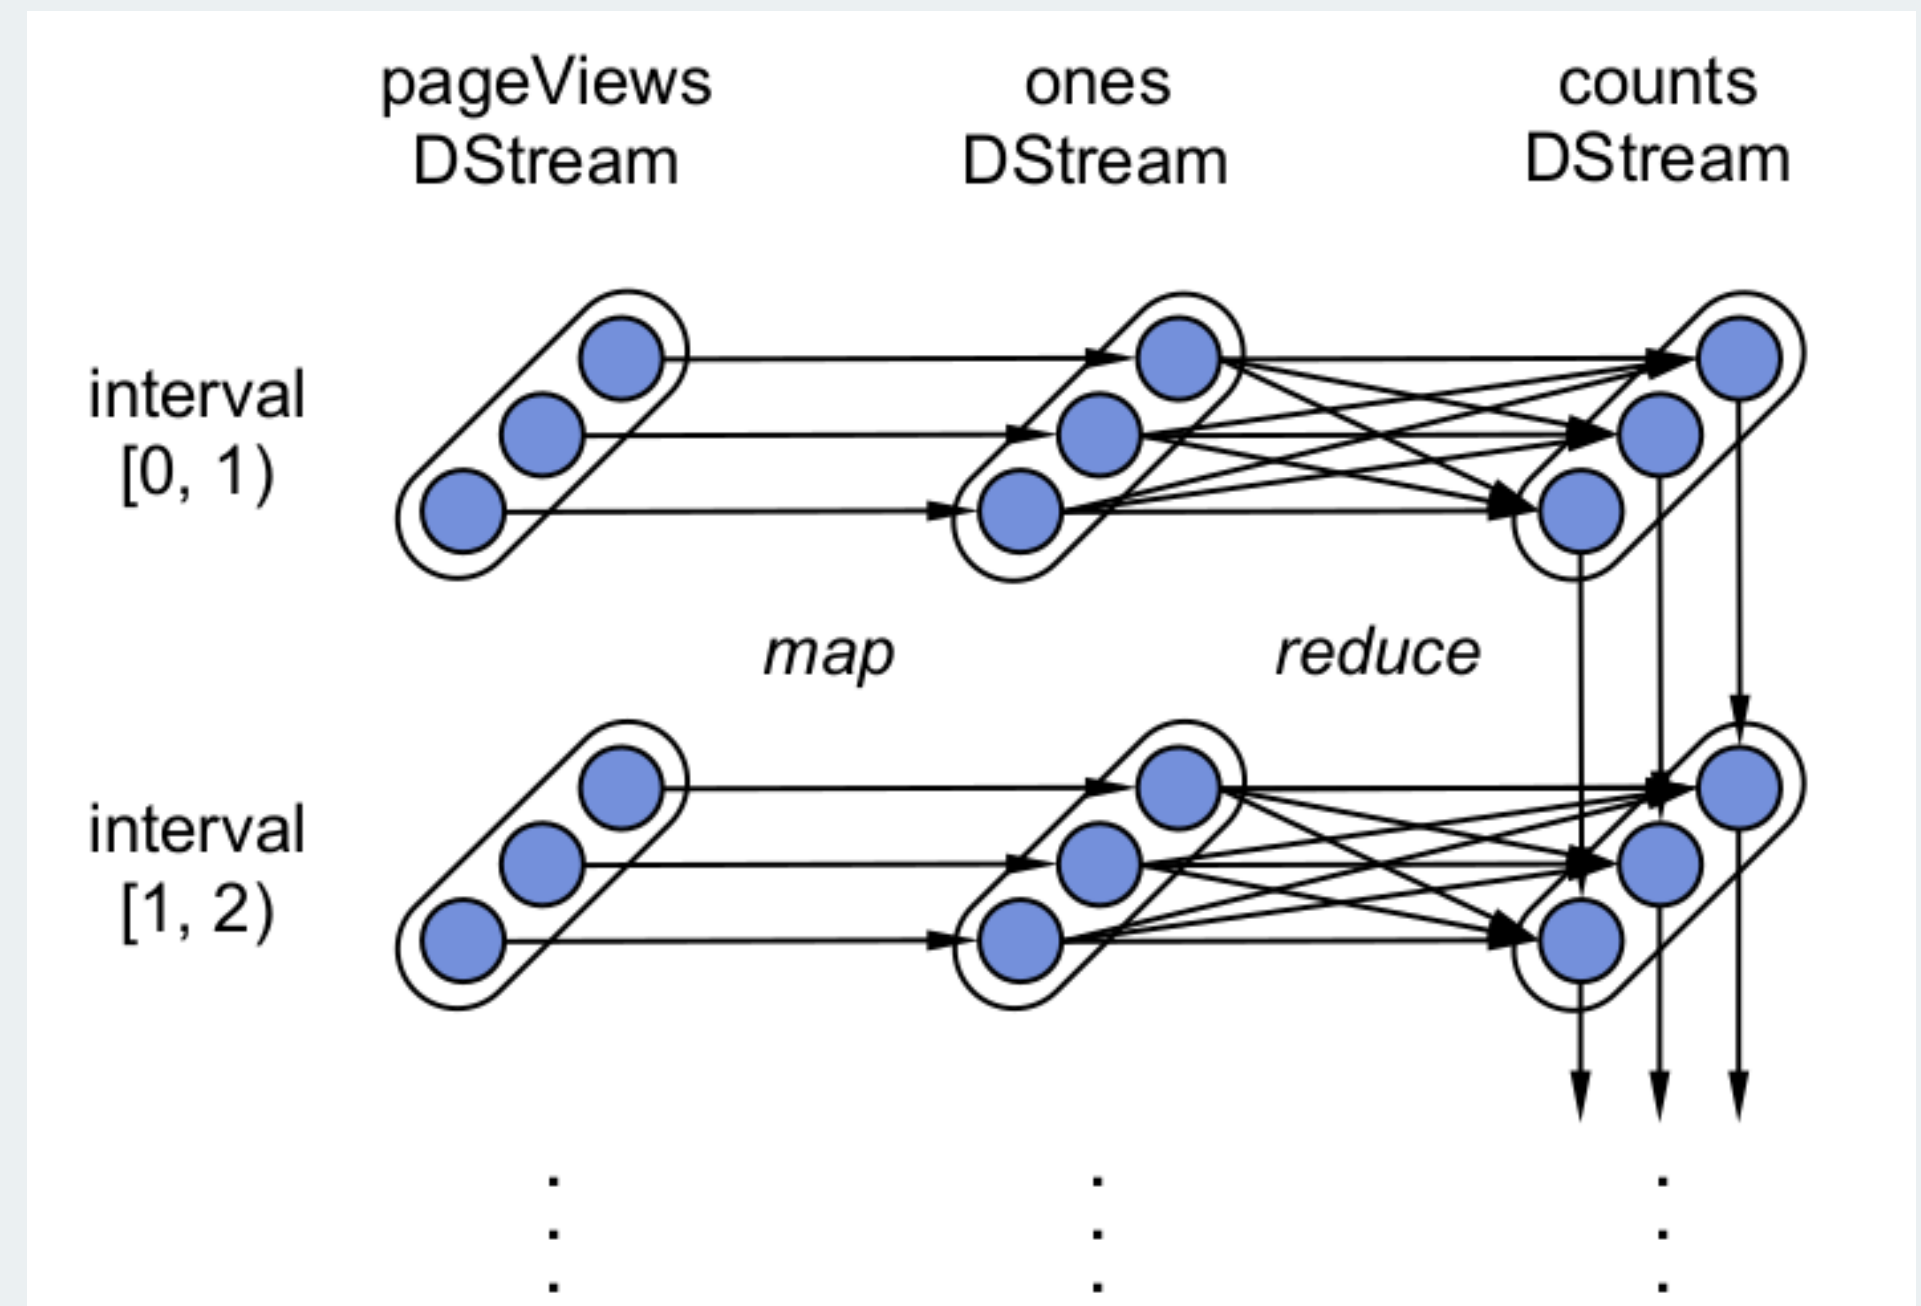 pageViews
DStream
ones
DStream
counts
DStream
interval
[0, 1)
map
reduce
interval
[1, 2)